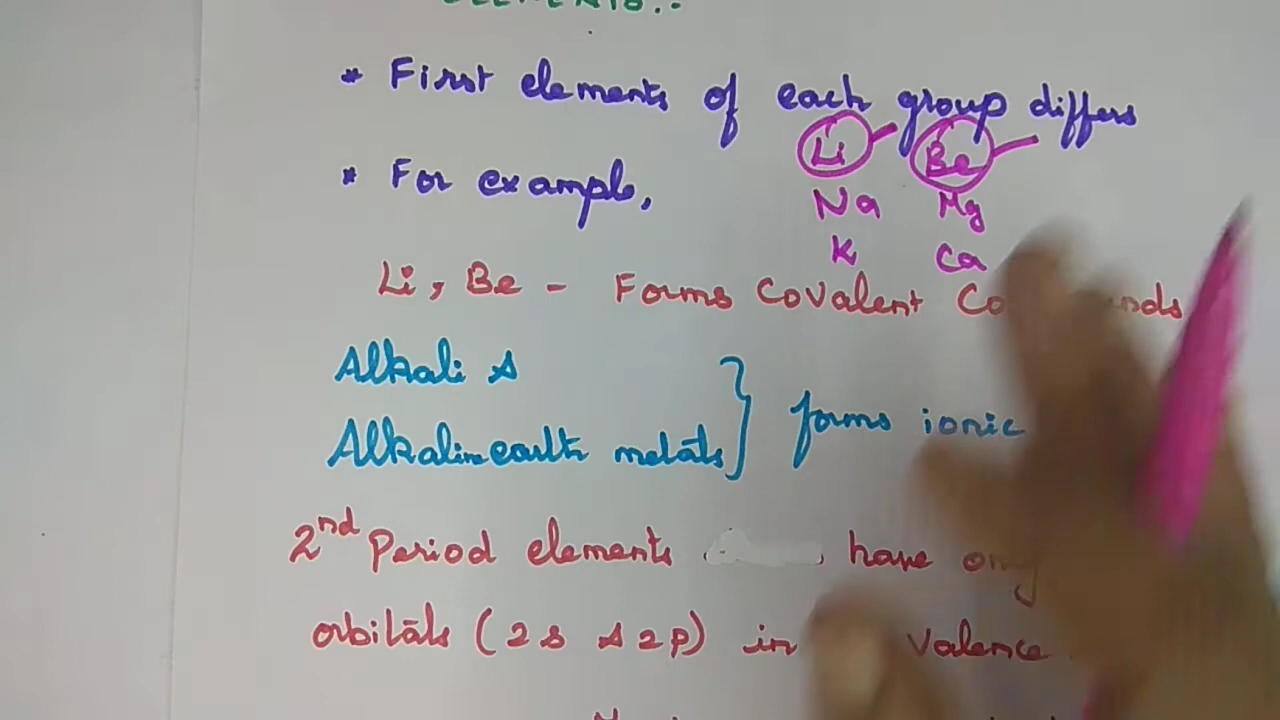 ELEMENTS:-
* First elements of each group differs
Li Be
* For example,
Na Mg
K Ca
Li, Be - Forms Covalent
Alkali &
Alkaline earth metals } forms ionic
2nd Period elements have
orbitals (2s & 2p) in valence